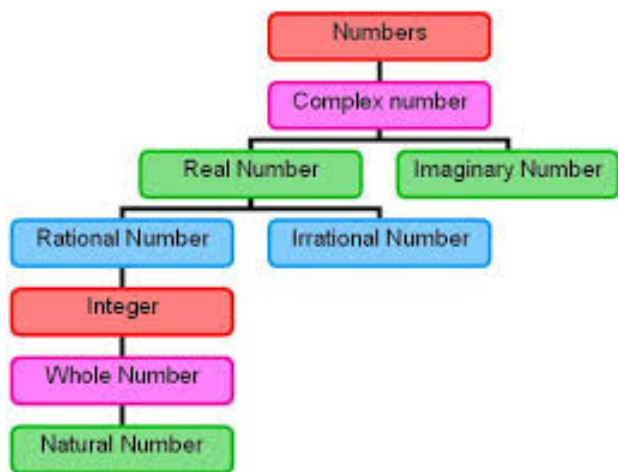 Numbers
Complex number
Real Number
Imaginary Number
Rational Number
Irrational Number
Integer
Whole Number
Natural Number